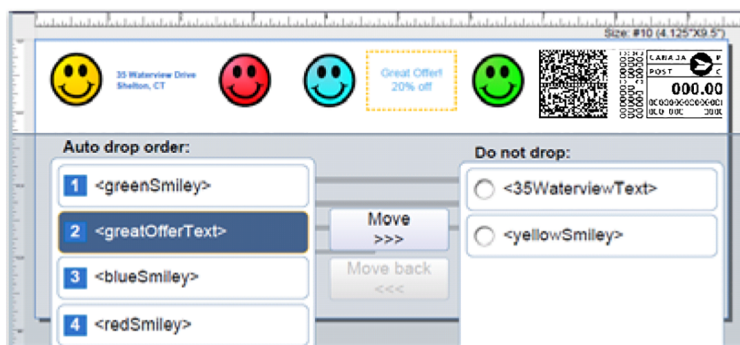 Size: #10 (4.125"X9.5")
35 Waterview Drive
Shelton, CT
Great Offer!
20% off
CANADA P
POST C
000.00
Auto drop order:
1 <greenSmiley>
2 <greatOfferText>
3 <blueSmiley>
4 <redSmiley>
Move
>>>
Move back
<<<
Do not drop:
<35WaterviewText>
<yellowSmiley>